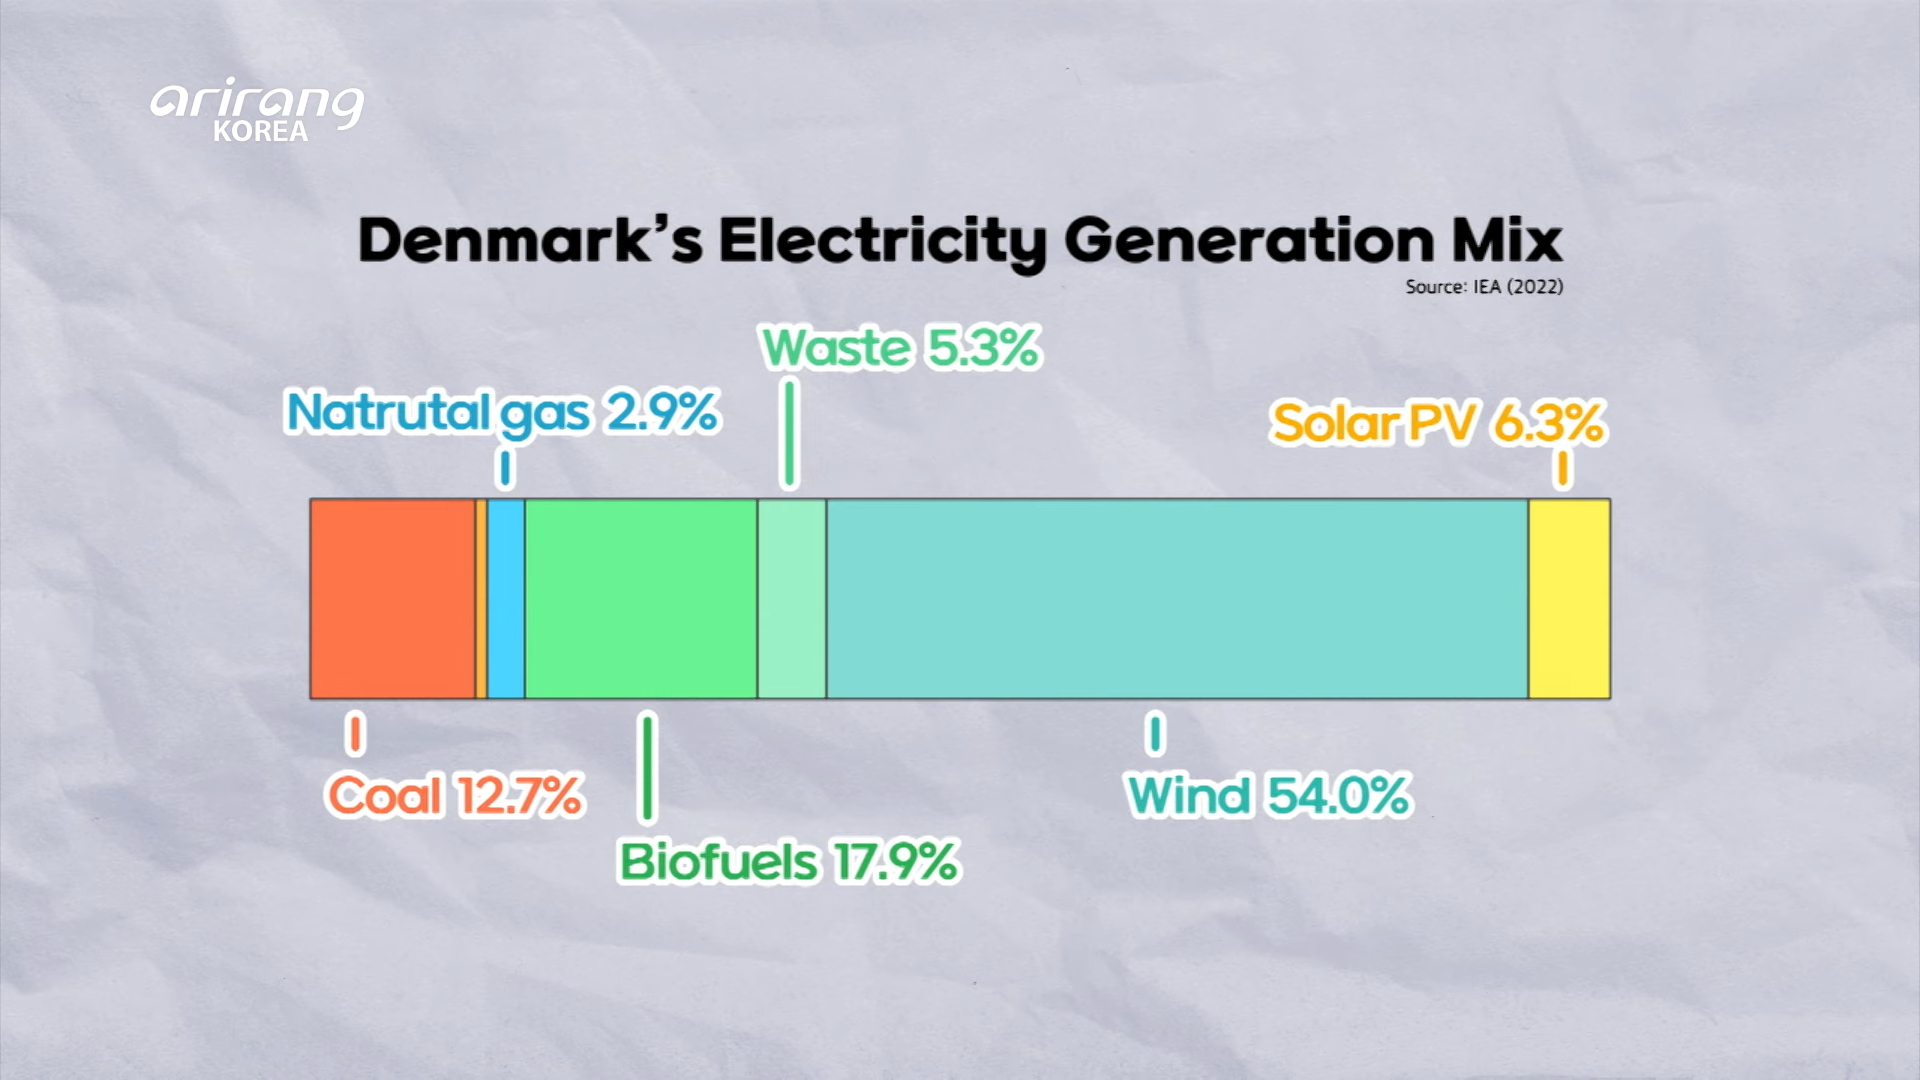 arirang
KOREA
Denmark's Electricity Generation Mix
Source: IEA (2022)
Waste 5.3%
Natrutal gas 2.9%
Solar PV 6.3%
Coal 12.7%
Wind 54.0%
Biofuels 17.9%